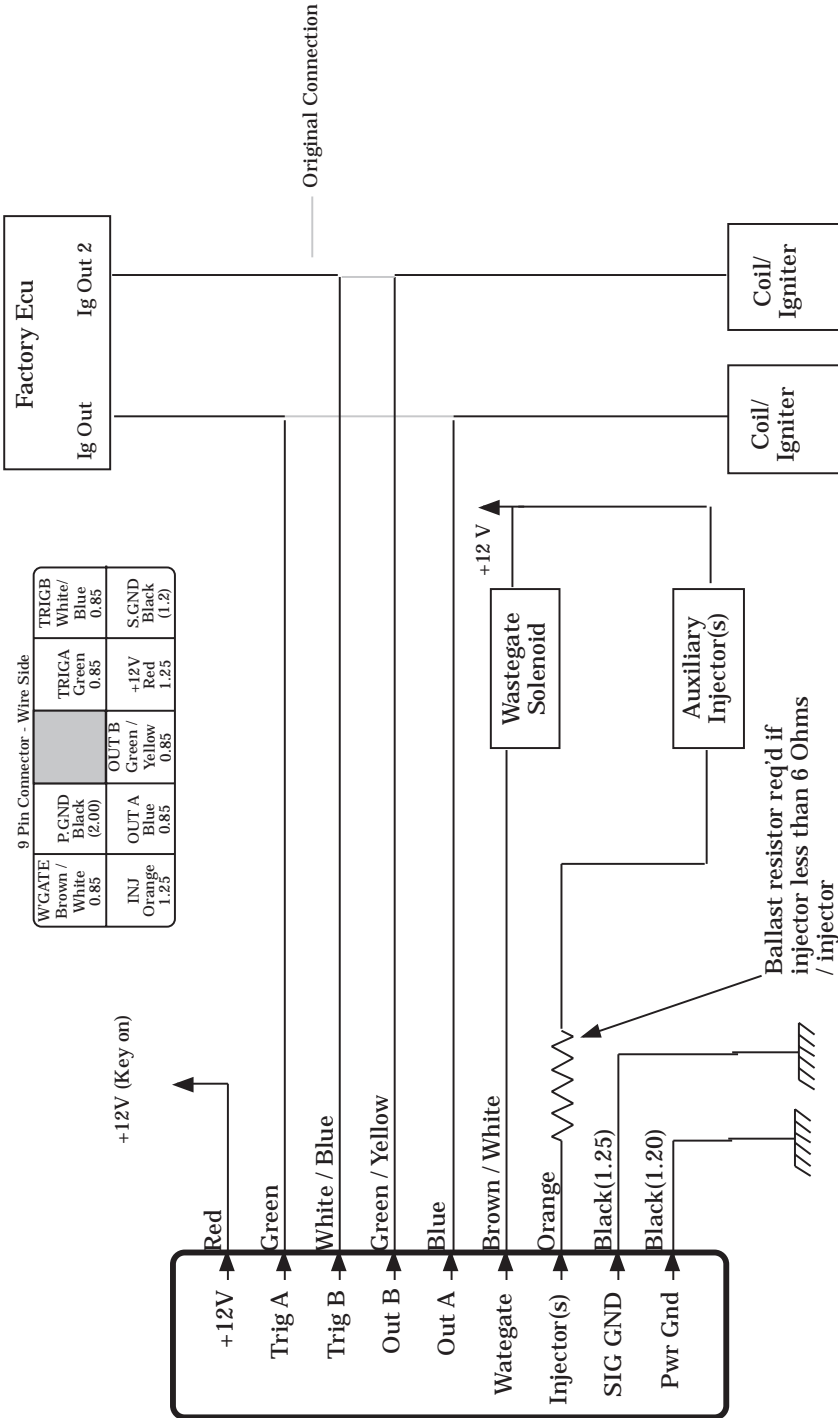 9 Pin Connector - Wire Side
W'GATE
Brown /
White
0.85
P.GND
Black
(2.00)
TRIGA
Green
0.85
TRIGB
White/
Blue
0.85
INJ
Orange
1.25
OUT A
Blue
0.85
OUT B
Green /
Yellow
0.85
+12V
Red
1.25
S.GND
Black
(1.2)
Factory Ecu
Ig Out
Ig Out 2
Original Connection
+12V (Key on)
+12V
Red
Trig A
Green
Trig B
White / Blue
Out B
Green / Yellow
Out A
Blue
Wategate
Brown / White
Injector(s)
Orange
SIG GND
Black(1.25)
Pwr Gnd
Black(1.20)
+12 V
Wastegate
Solenoid
Auxiliary
Injector(s)
Coil/
Igniter
Coil/
Igniter
Ballast resistor req'd if
injector less than 6 Ohms
/ injector